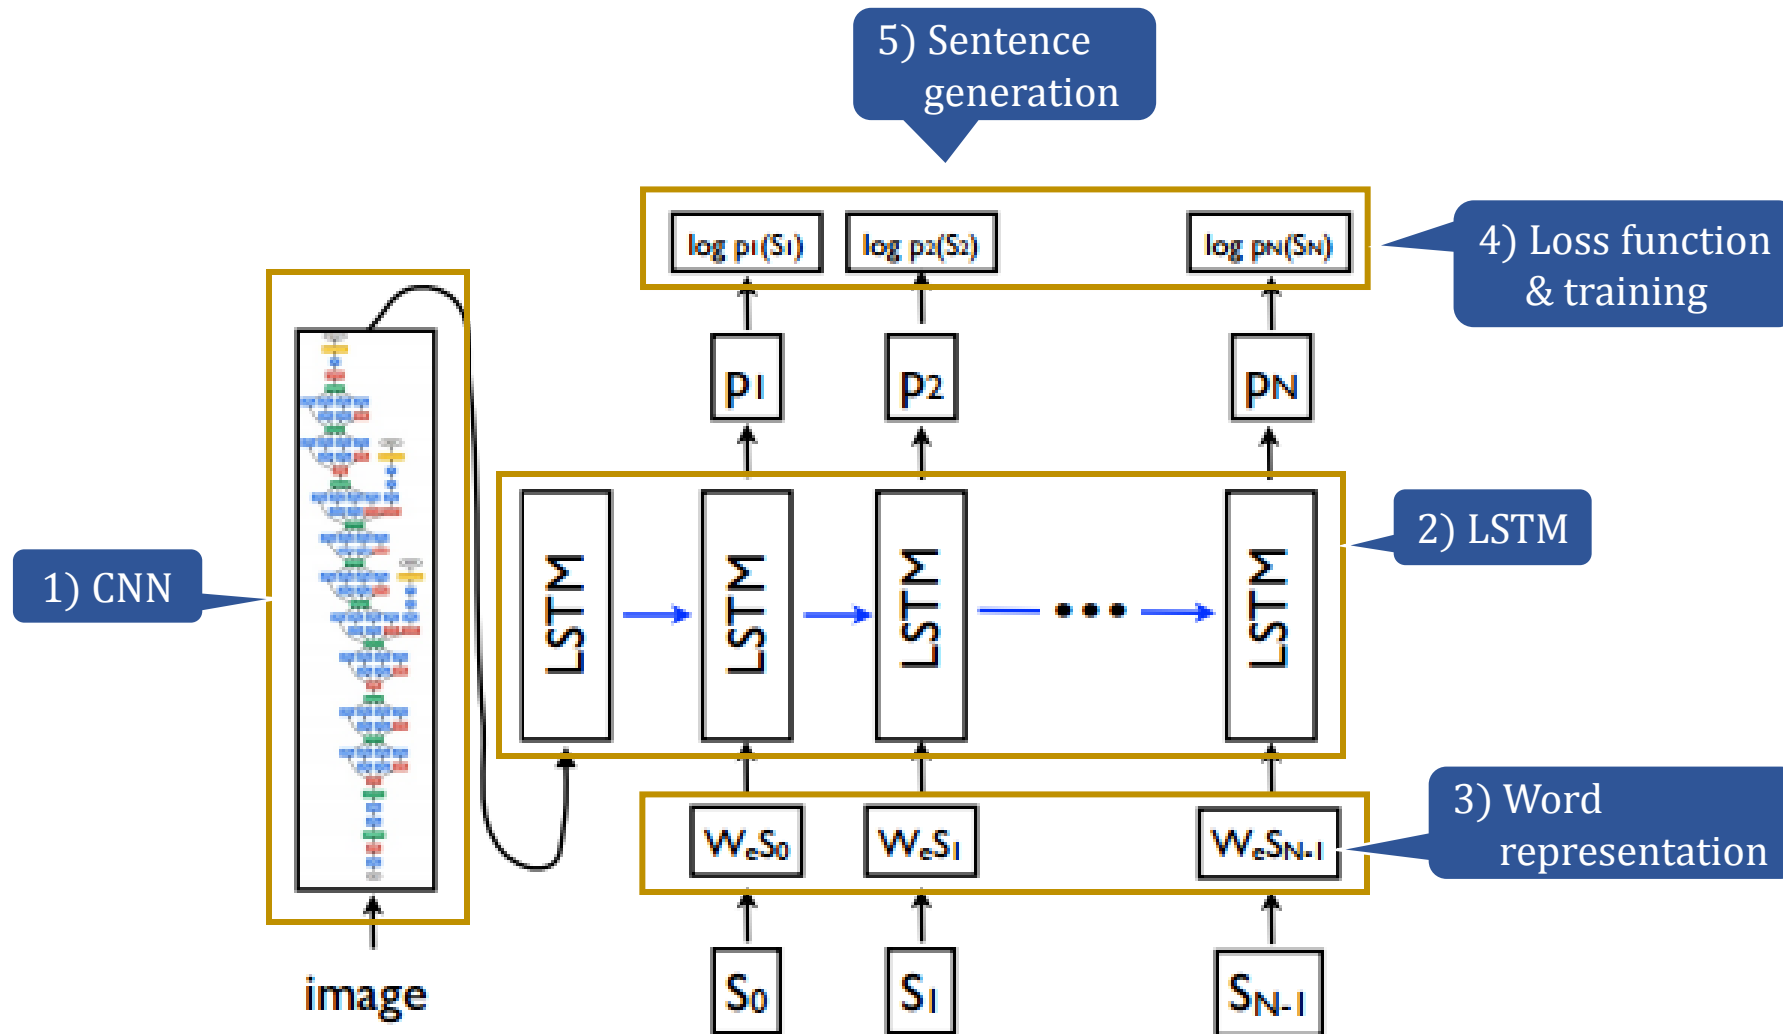 5) Sentence
generation
log p1(S1) log p2(S2) log pN(SN)
4) Loss function
& training
p1 p2 pN
LSTM LSTM LSTM LSTM
2) LSTM
1) CNN
•••
WeS0 WeS1 WeSN-1
3) Word
representation
image
S0 S1 SN-1